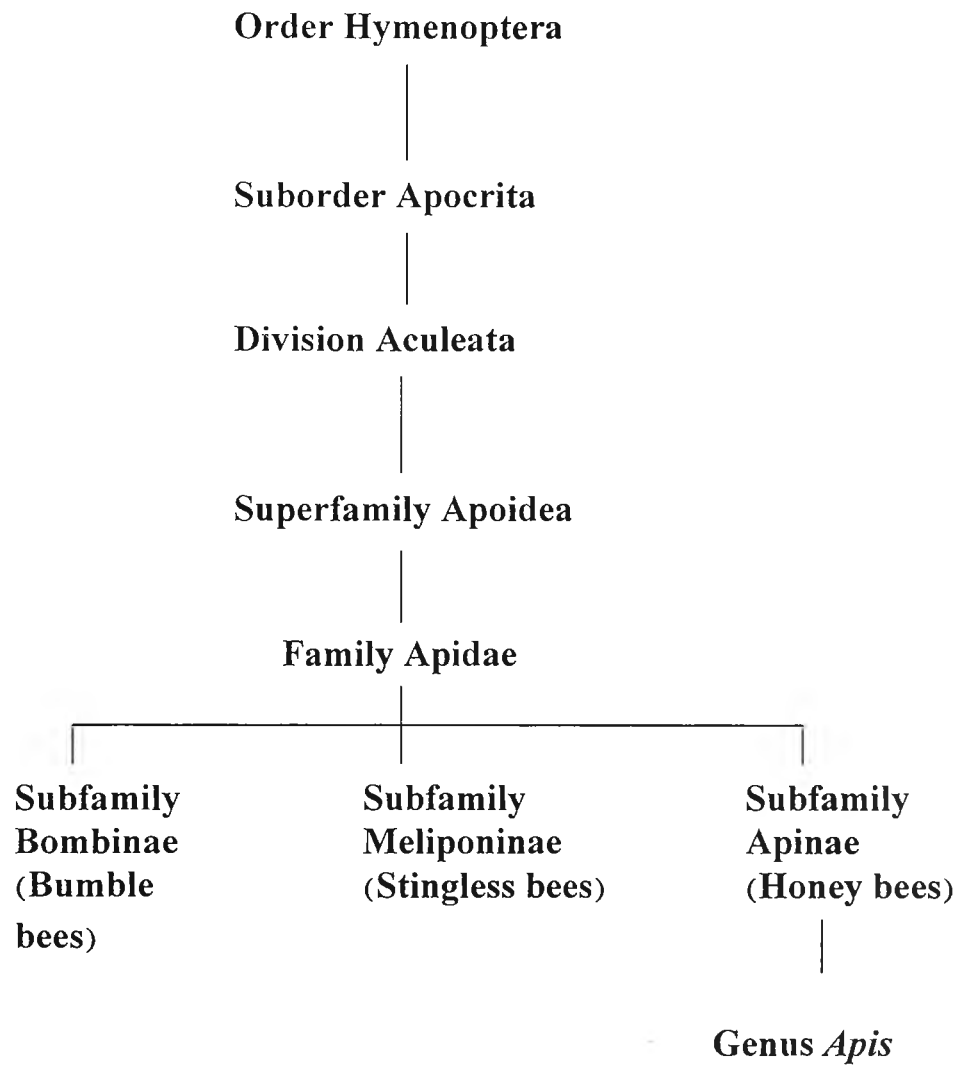 Order Hymenoptera
Suborder Apocrita
Division Aculeata
Superfamily Apoidea
Family Apidae
Subfamily
Bombinae
(Bumble
bees)
Subfamily
Meliponinae
(Stingless bees)
Subfamily
Apinae
(Honey bees)
Genus Apis